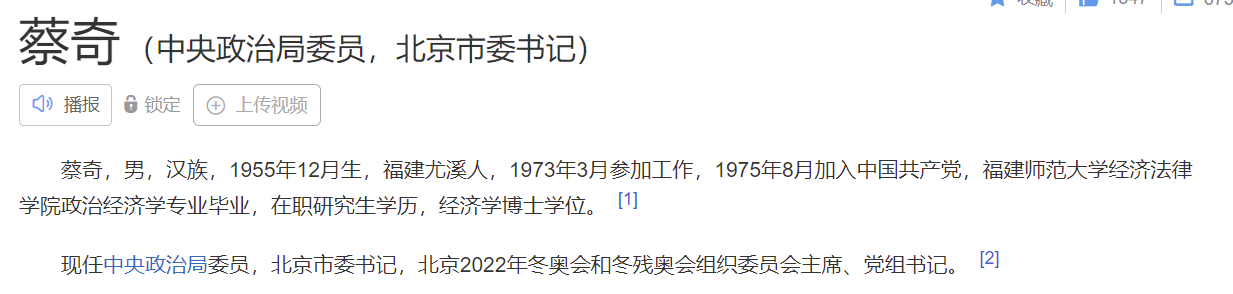 收藏 1047 673
蔡奇（中央政治局委员，北京市委书记）
播报 锁定 上传视频
蔡奇，男，汉族，1955年12月生，福建尤溪人，1973年3月参加工作，1975年8月加入中国共产党，福建师范大学经济法律
学院政治经济学专业毕业，在职研究生学历，经济学博士学位。 [1]
现任中央政治局委员，北京市委书记，北京2022年冬奥会和冬残奥会组织委员会主席、党组书记。 [2]